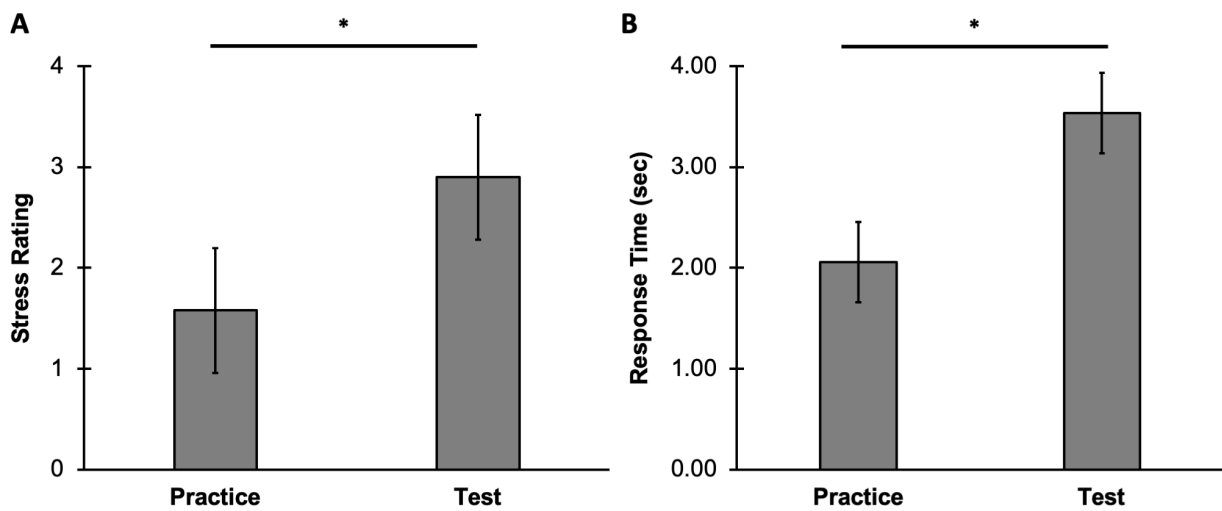 A
*
4
3
2
1
0
Stress Rating
Practice Test
B
*
4.00
3.00
2.00
1.00
0.00
Response Time (sec)
Practice Test